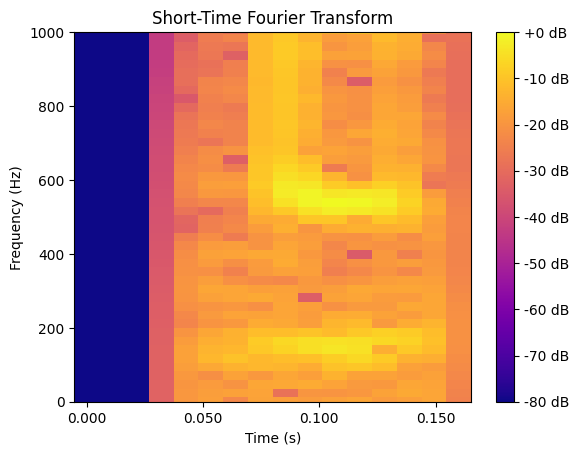 Short-Time Fourier Transform
1000
800
600
400
200
0
Frequency (Hz)
0.000
0.050
0.100
0.150
Time (s)
+0 dB
-10 dB
-20 dB
-30 dB
-40 dB
-50 dB
-60 dB
-70 dB
-80 dB